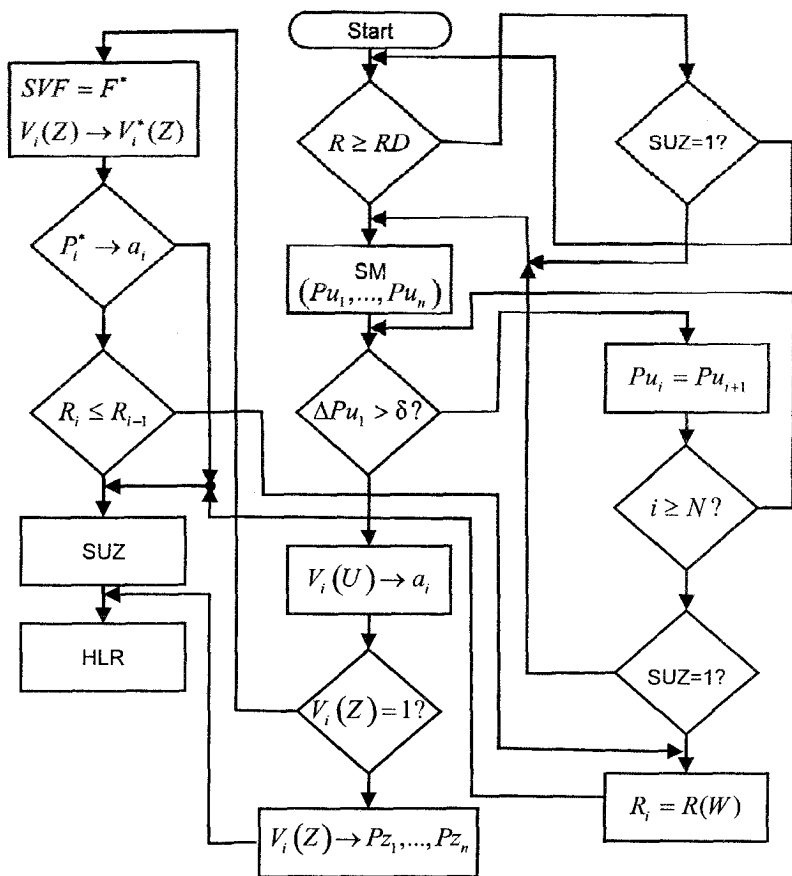 Start
SVF = F*
V_i(Z) → V_i*(Z)
R ≥ RD
SUZ=1?
P_i* → a_i
SM
(Pu_1,...,Pu_n)
R_i ≤ R_{i-1}
ΔPu_1 > δ?
Pu_i = Pu_{i+1}
i ≥ N?
SUZ
V_i(U) → a_i
HLR
V_i(Z)=1?
SUZ=1?
R_i = R(W)
V_i(Z) → Pz_1,...,Pz_n